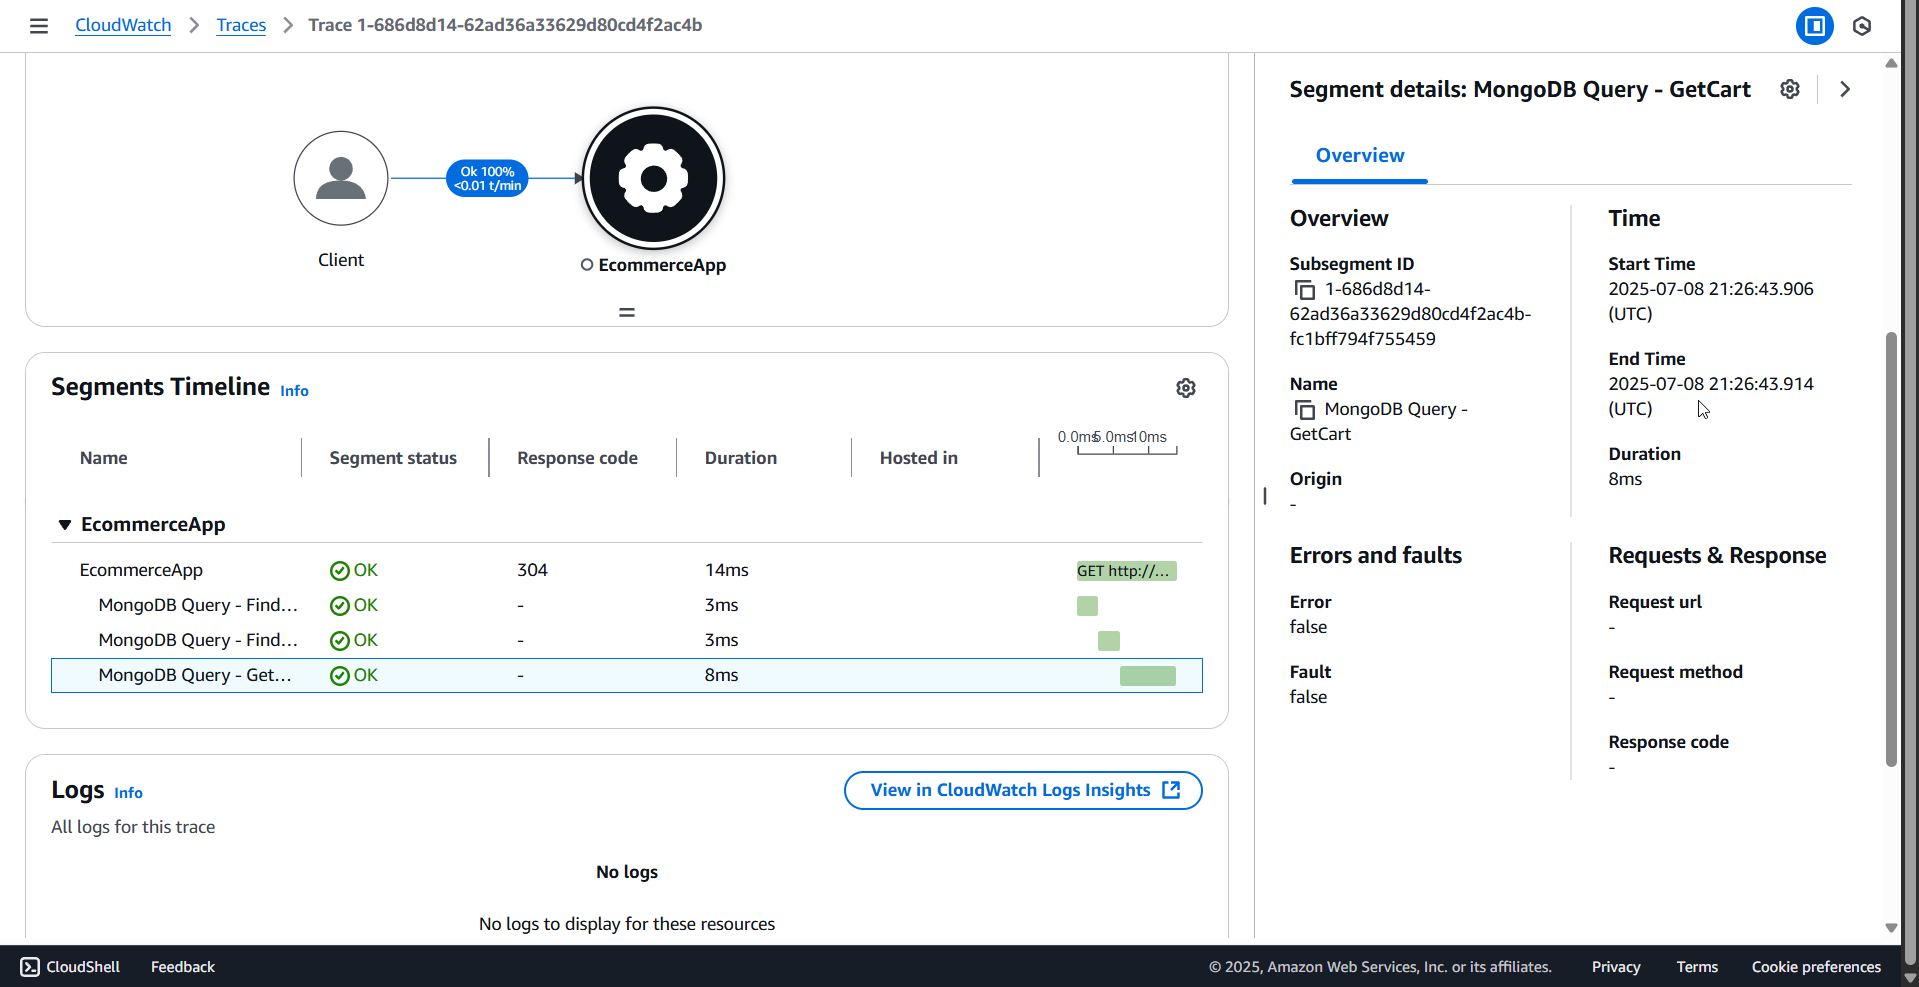 CloudWatch > Traces > Trace 1-686d8d14-62ad36a33629d80cd4f2ac4b
Ok 100%
<0.01 t/min
Client
EcommerceApp
Segments Timeline Info
Name Segment status Response code Duration Hosted in 0.0ms 5.0ms 10ms
EcommerceApp
EcommerceApp OK 304 14ms GET http://...
MongoDB Query - Find... OK - 3ms
MongoDB Query - Find... OK - 3ms
MongoDB Query - Get... OK - 8ms
Logs Info
View in CloudWatch Logs Insights
All logs for this trace
No logs
No logs to display for these resources
Segment details: MongoDB Query - GetCart
Overview
Overview
Subsegment ID
1-686d8d14-
62ad36a33629d80cd4f2ac4b-
fc1bff794f755459
Name
MongoDB Query -
GetCart
Origin
-
Time
Start Time
2025-07-08 21:26:43.906
(UTC)
End Time
2025-07-08 21:26:43.914
(UTC)
Duration
8ms
Errors and faults
Error
false
Fault
false
Requests & Response
Request url
-
Request method
-
Response code
-
CloudShell Feedback © 2025, Amazon Web Services, Inc. or its affiliates. Privacy Terms Cookie preferences